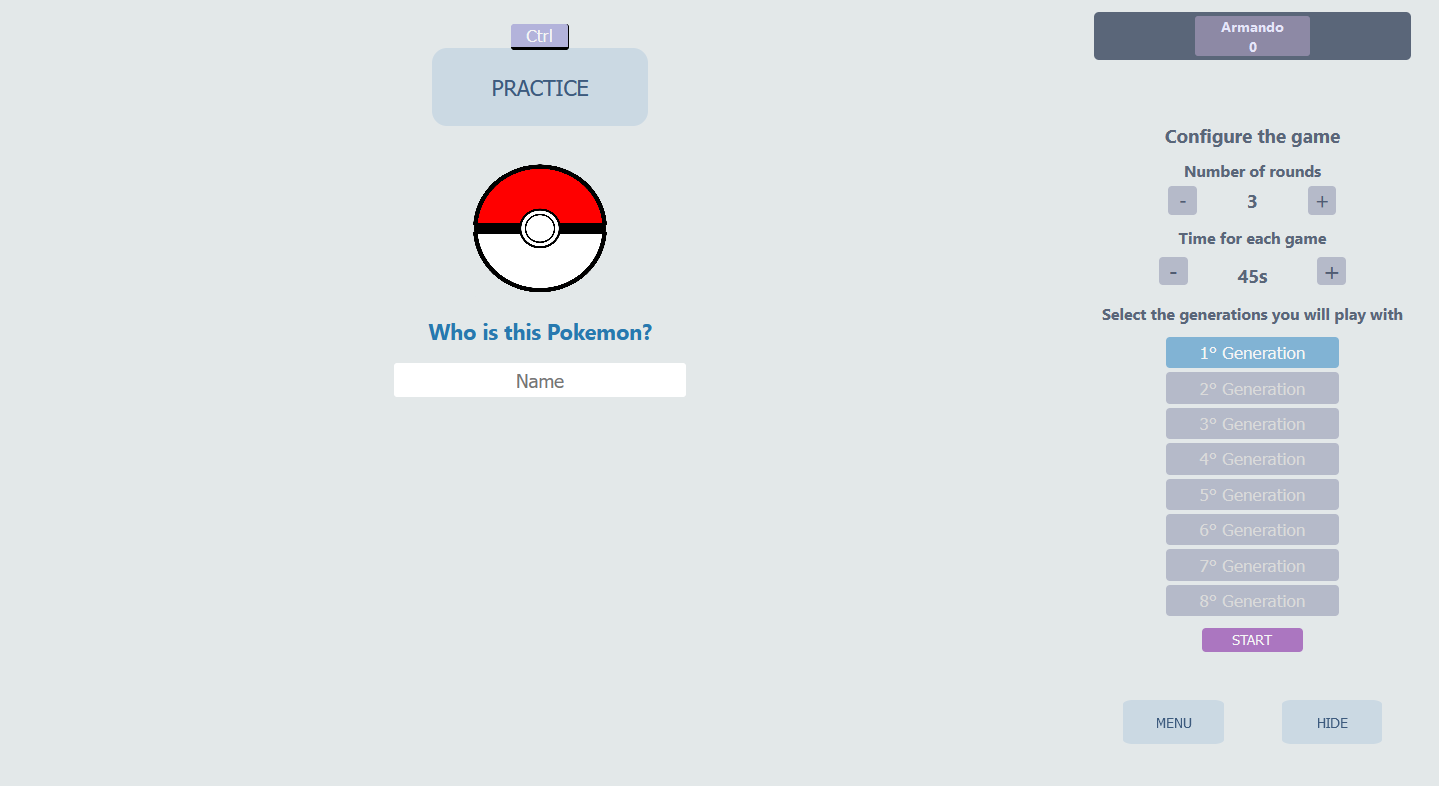 Ctrl
PRACTICE
Who is this Pokemon?
Name
Armando
0
Configure the game
Number of rounds
- 3 +
Time for each game
- 45s +
Select the generations you will play with
1° Generation
2° Generation
3° Generation
4° Generation
5° Generation
6° Generation
7° Generation
8° Generation
START
MENU HIDE